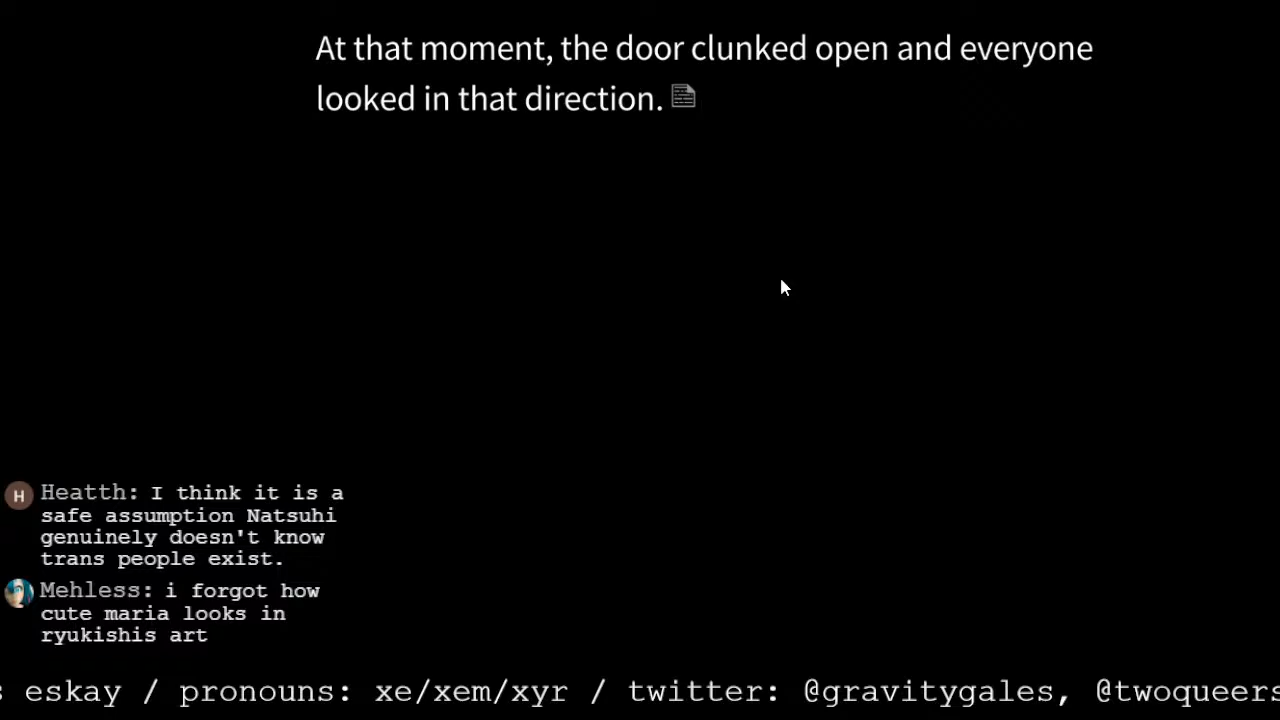 At that moment, the door clunked open and everyone
looked in that direction.
H
Heatth: I think it is a
safe assumption Natsuhi
genuinely doesn't know
trans people exist.
Mehless: i forgot how
cute maria looks in
ryukishis art
eskay / pronouns: xe/xem/xyr / twitter: @gravitygales, @twoqueers